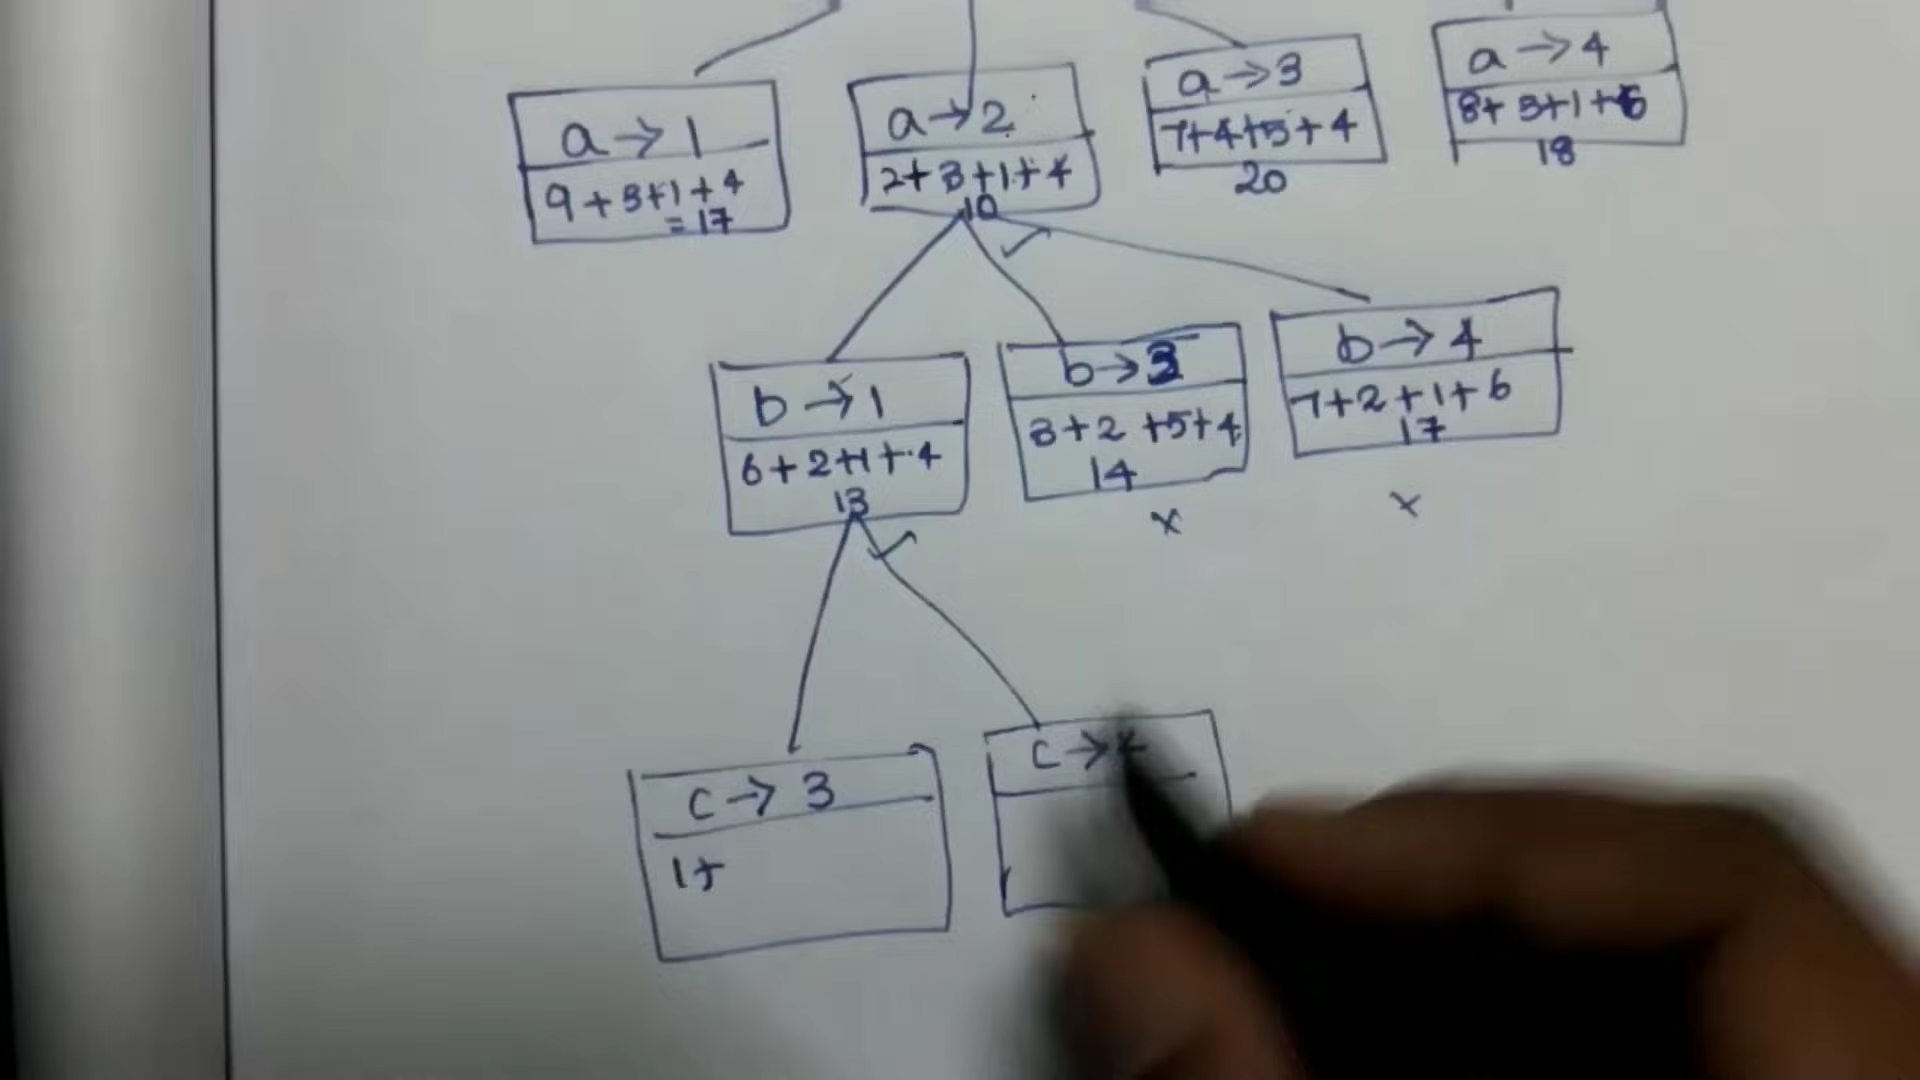 a → 1
9 + 3+1 + 4
= 17
a → 2
2 + 3 + 1 + 4
10
a → 3
7+4+5+4
20
a → 4
8+ 3+1 +6
18
b → 1
6 + 2+1+ 4
13
b → 3
3+2 +5+4
14
x
b → 4
7+2 +1+ 6
17
x
c → 3
1+
c →